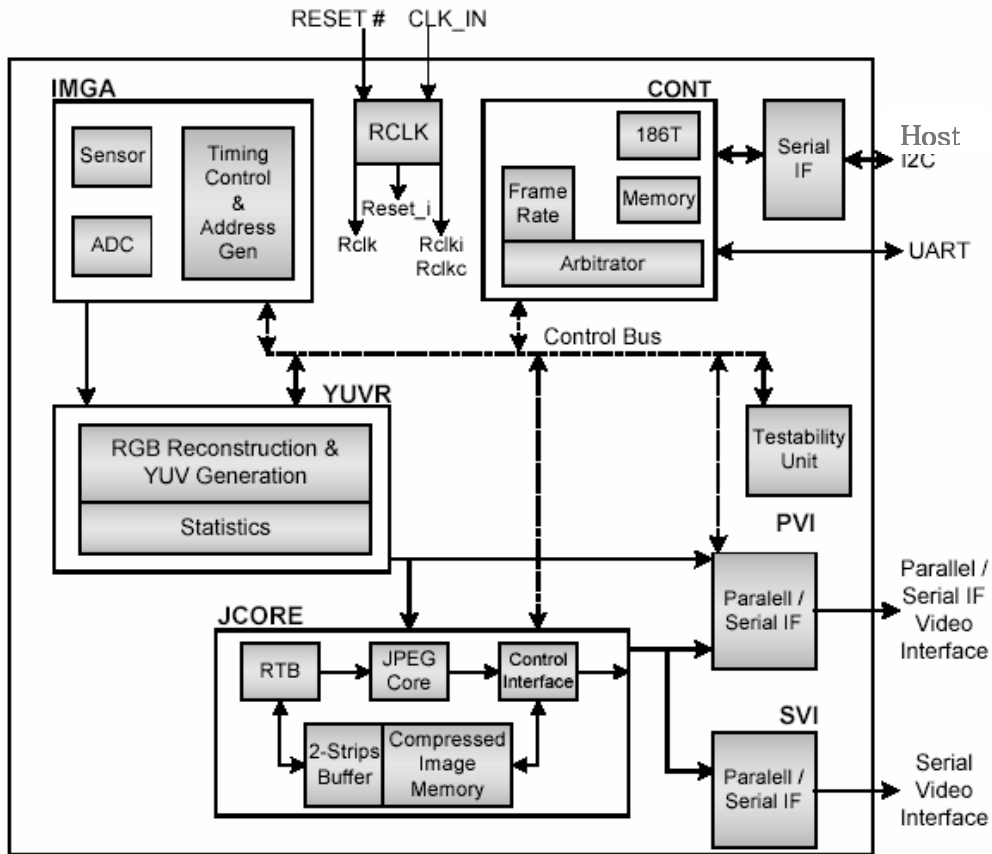 RESET # CLK_IN
IMGA
Sensor
ADC
Timing
Control
&
Address
Gen
RCLK
Reset_i
Rclk
Rclki
Rclkc
CONT
186T
Frame
Rate
Memory
Arbitrator
Serial
IF
Host
I2C
UART
Control Bus
YUVR
RGB Reconstruction &
YUV Generation
Statistics
Testability
Unit
PVI
Paralell /
Serial IF
Parallel /
Serial IF
Video
Interface
JCORE
RTB
JPEG
Core
Control
Interface
2-Strips
Buffer
Compressed
Image
Memory
SVI
Paralell /
Serial IF
Serial
Video
Interface